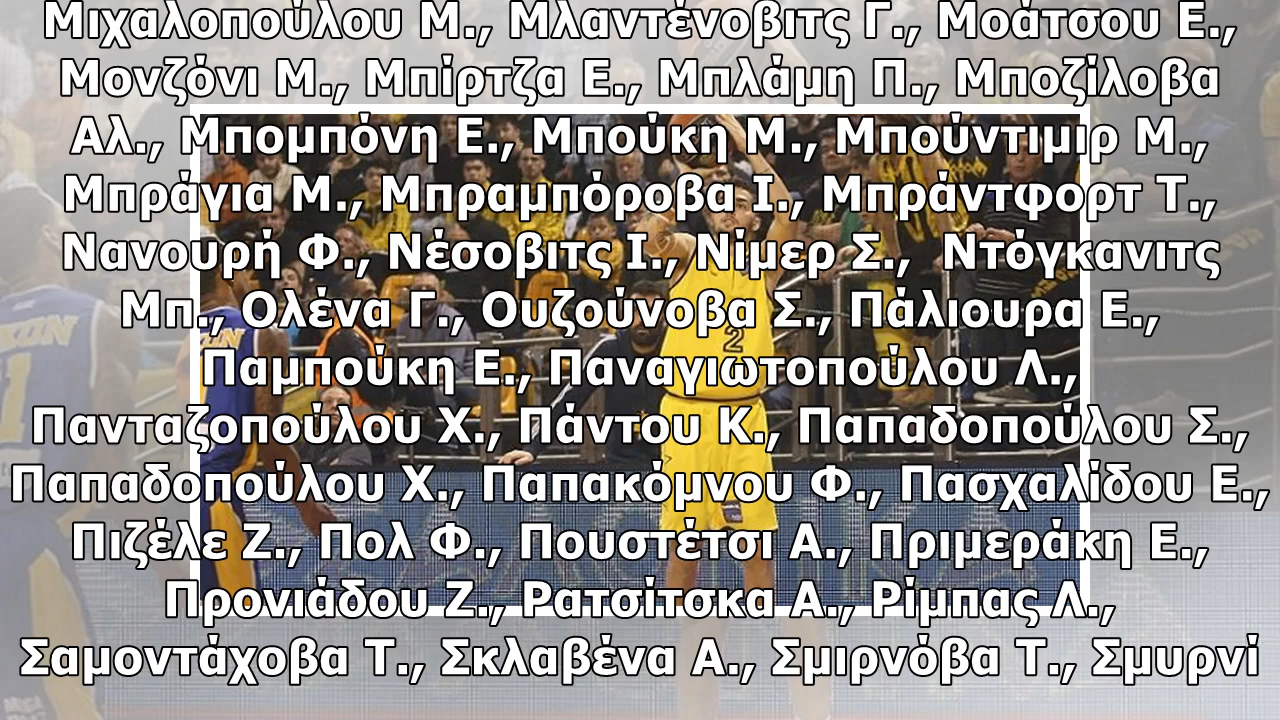 Μιχαλοπούλου Μ., Μλαντένοβιτς Γ., Μοάτσου Ε.,
Μονζόνι Μ., Μπίρτζα Ε., Μπλάμη Π., Μποζίλοβα
Αλ., Μπομπόνη Ε., Μπούκη Μ., Μπούντιμιρ Μ.,
Μπράγια Μ., Μπραμπόροβα Ι., Μπράντφορτ Τ.,
Νανουρή Φ., Νέσοβιτς Ι., Νίμερ Σ.,  Ντόγκανιτς
Μπ., Ολένα Γ., Ουζούνοβα Σ., Πάλιουρα Ε.,
Παμπούκη Ε., Παναγιωτοπούλου Λ.,
Πανταζοπούλου Χ., Πάντου Κ., Παπαδοπούλου Σ.,
Παπαδοπούλου Χ., Παπακόμνου Φ., Πασχαλίδου Ε.,
Πιζέλε Ζ., Πολ Φ., Πουστέτσι Α., Πριμεράκη Ε.,
Προνιάδου Ζ., Ρατσίτσκα Α., Ρίμπας Λ.,
Σαμοντάχοβα Τ., Σκλαβένα Α., Σμιρνόβα Τ., Σμυρνί
2